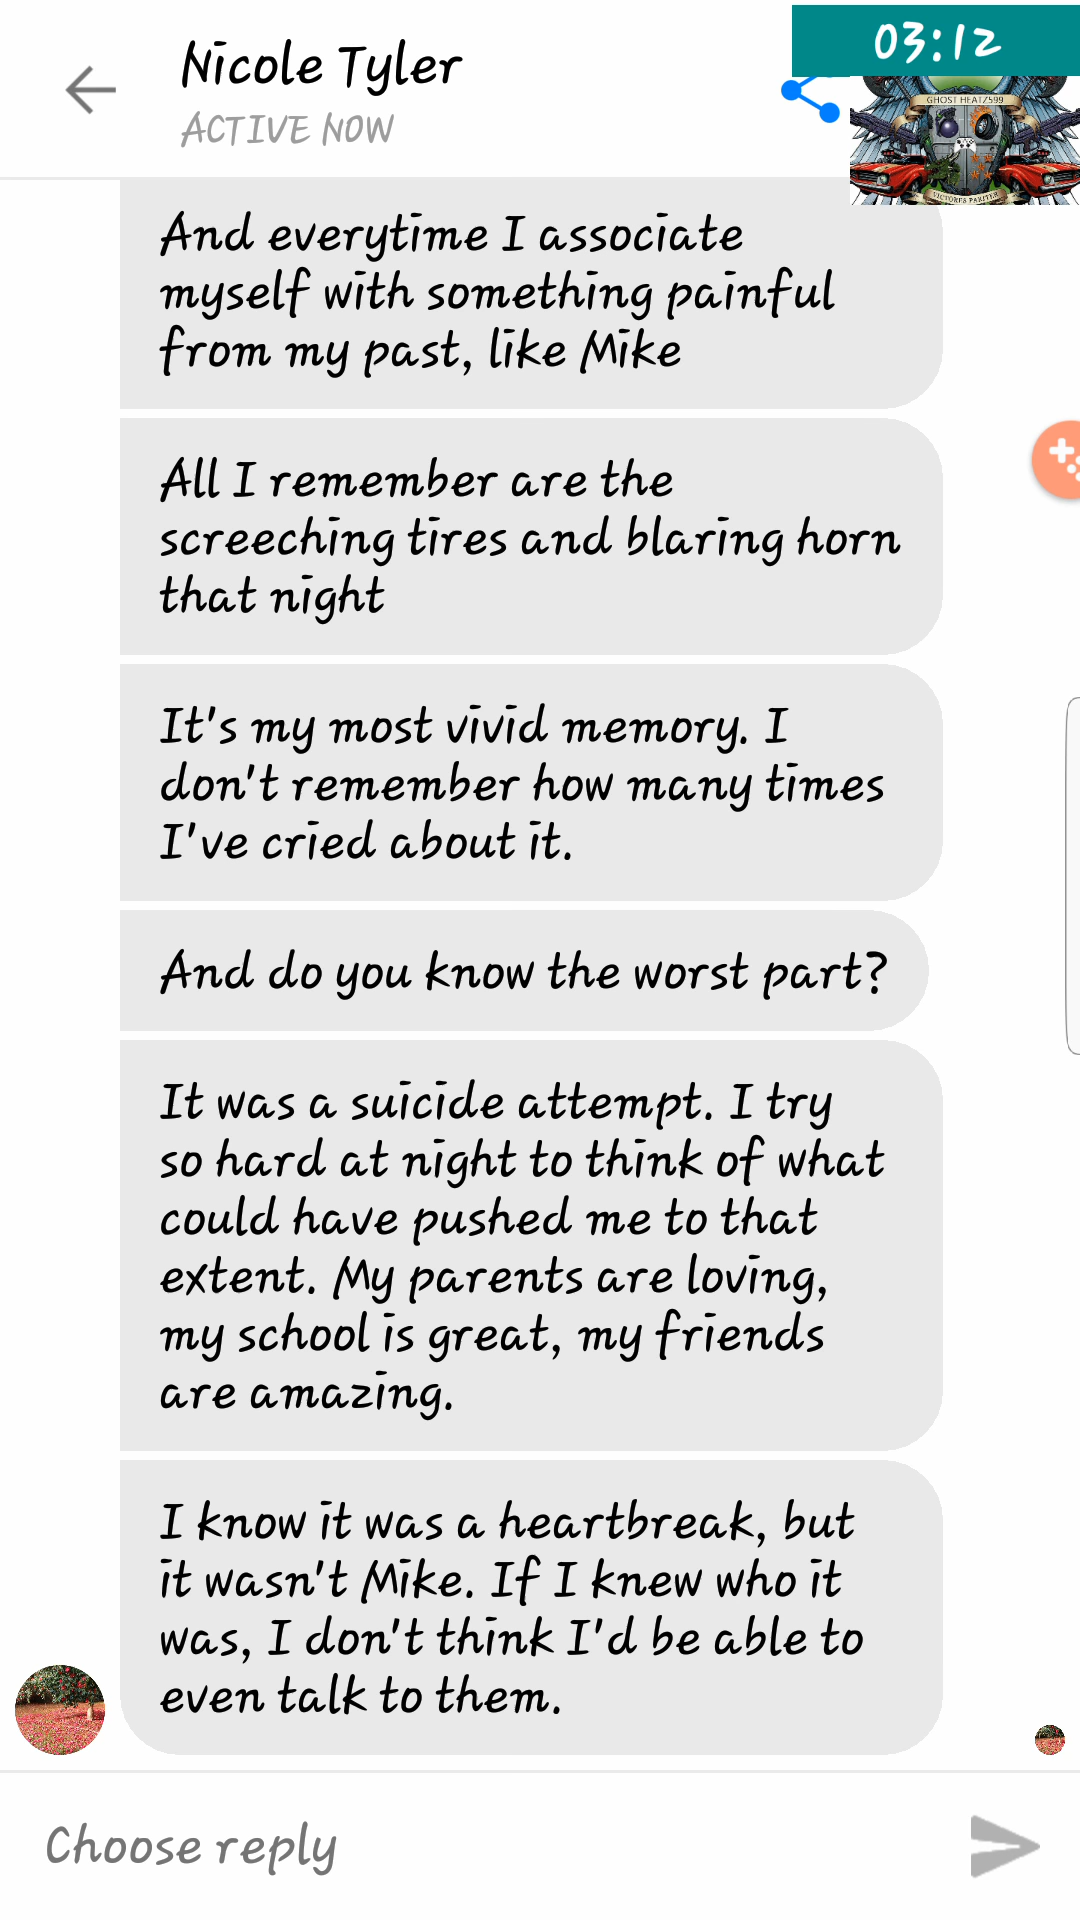 Nicole Tyler
03:12
ACTIVE NOW
GHOST HEATZ599
VICTORES PARITER
And everytime I associate
myself with something painful
from my past, like Mike
All I remember are the
screeching tires and blaring horn
that night
It's my most vivid memory. I
don't remember how many times
I've cried about it.
And do you know the worst part?
It was a suicide attempt. I try
so hard at night to think of what
could have pushed me to that
extent. My parents are loving,
my school is great, my friends
are amazing.
I know it was a heartbreak, but
it wasn't Mike. If I knew who it
was, I don't think I'd be able to
even talk to them.
Choose reply